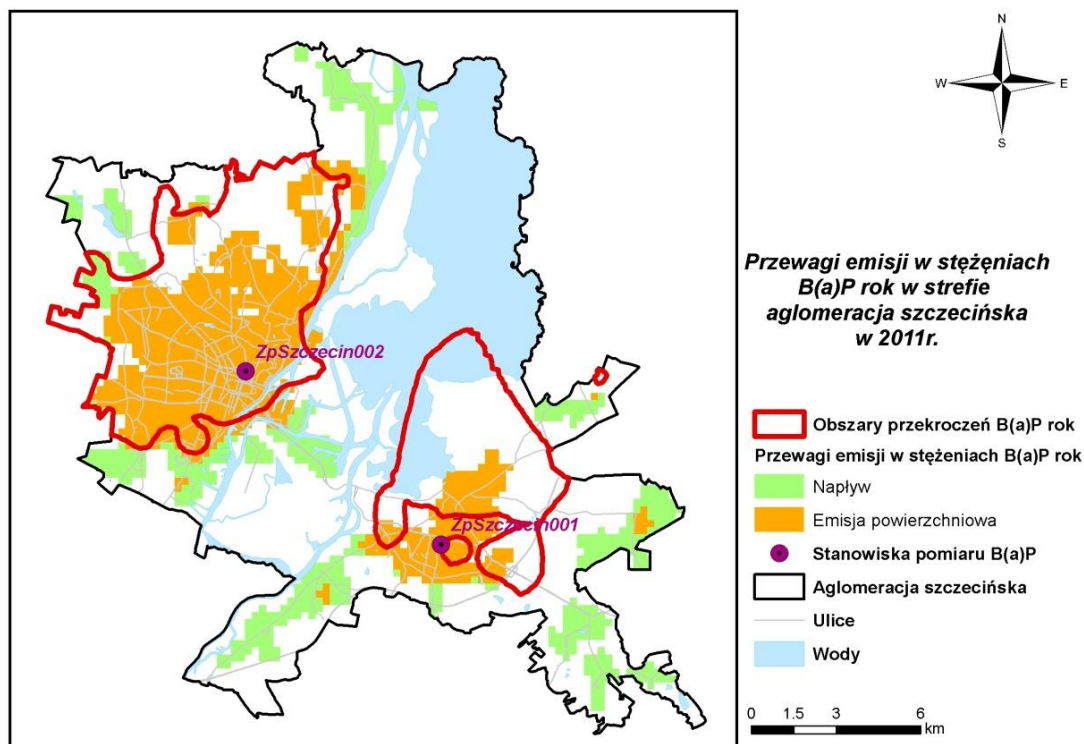 N
W E
S
Przewagi emisji w stężeniach
B(a)P rok w strefie
aglomeracja szczecińska
w 2011r.
ZpSzczecin002
ZpSzczecin001
Obszary przekroczeń B(a)P rok
Przewagi emisji w stężeniach B(a)P rok
Napływ
Emisja powierzchniowa
Stanowiska pomiaru B(a)P
Aglomeracja szczecińska
Ulice
Wody
0 1.5 3 6
km